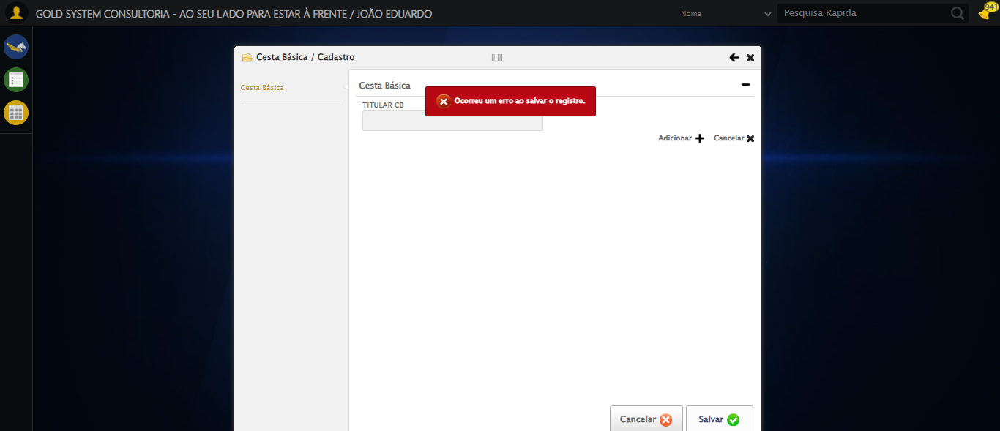 GOLD SYSTEM CONSULTORIA - AO SEU LADO PARA ESTAR À FRENTE / JOÃO EDUARDO
Nome
Pesquisa Rapida
941
Cesta Básica / Cadastro
Cesta Básica
Cesta Básica
Ocorreu um erro ao salvar o registro.
TITULAR CB
Adicionar
Cancelar
Cancelar
Salvar